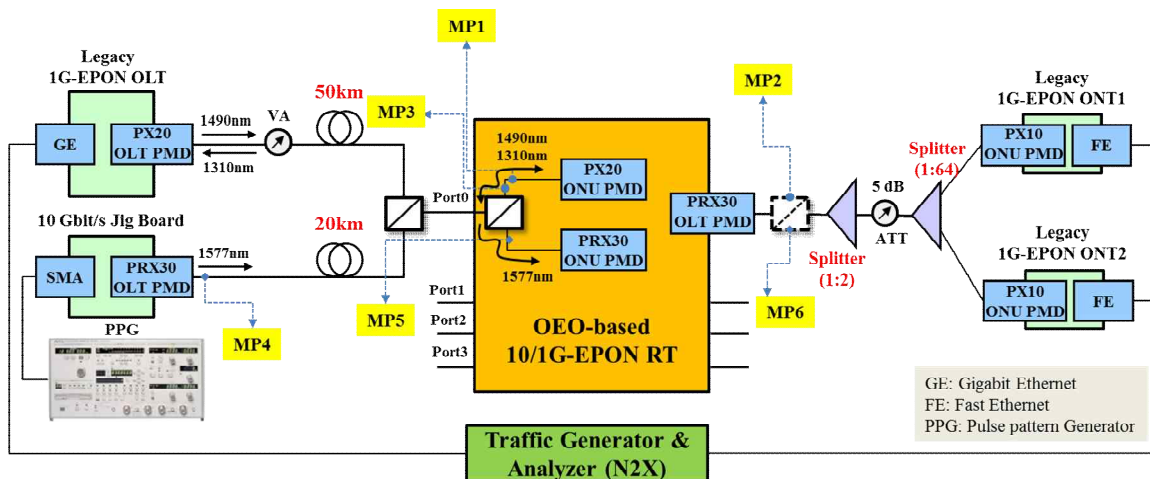 MP1
Legacy
1G-EPON OLT
GE
PX20
OLT PMD
1490nm
1310nm
VA
50km
MP3
1490nm
1310nm
PX20
ONU PMD
MP2
Legacy
1G-EPON ONT1
PX10
ONU PMD
FE
Splitter
(1:64)
5 dB
ATT
Port0
10 Gbit/s Jig Board
SMA
PRX30
OLT PMD
1577nm
20km
PRX30
ONU PMD
1577nm
PRX30
OLT PMD
Splitter
(1:2)
Legacy
1G-EPON ONT2
PX10
ONU PMD
FE
PPG
MP4
MP5
Port1
Port2
Port3
OEO-based
10/1G-EPON RT
MP6
GE: Gigabit Ethernet
FE: Fast Ethernet
PPG: Pulse pattern Generator
Traffic Generator &
Analyzer (N2X)